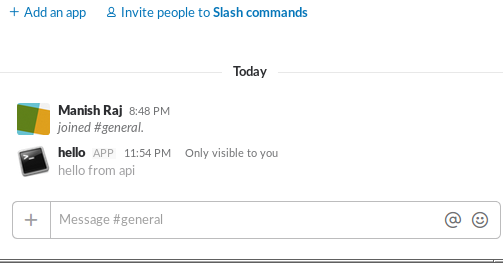 + Add an app Invite people to Slash commands
Today
Manish Raj 8:48 PM
joined #general.
hello APP 11:54 PM Only visible to you
hello from api
+ Message #general @